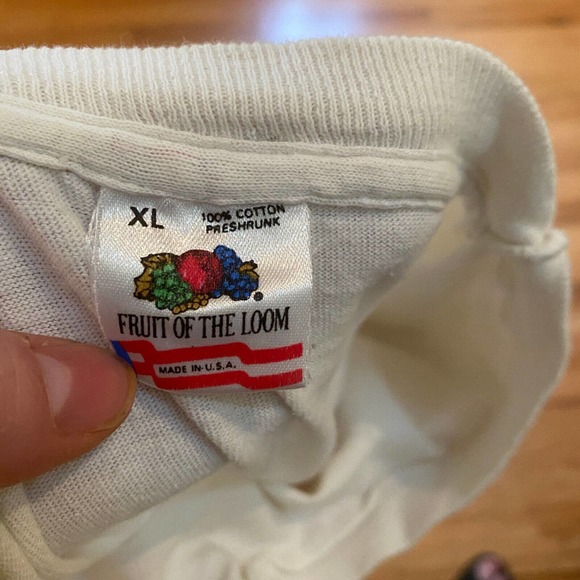 XL
100% COTTON
PRESHRUNK
®
FRUIT OF THE LOOM
MADE IN U.S.A.